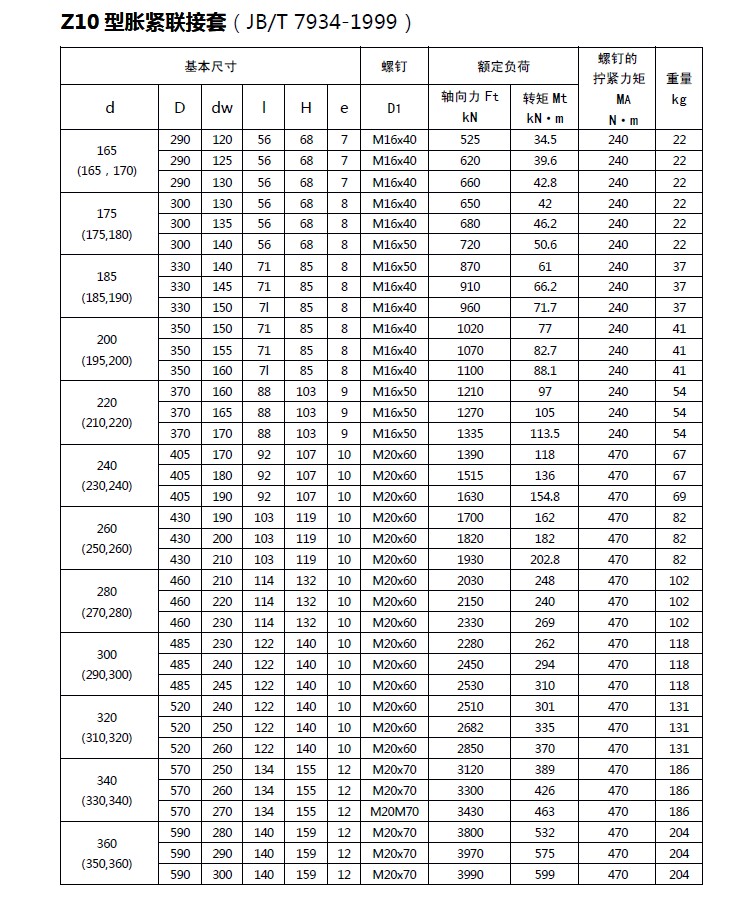 Z10 型胀紧联接套（JB/T 7934-1999）
基本尺寸 螺钉 额定负荷 螺钉的拧紧力矩 MA N·m 重量 kg
d D dw l H e D1 轴向力 Ft kN 转矩 Mt kN·m
165 (165，170) 290 120 56 68 7 M16x40 525 34.5 240 22
290 125 56 68 7 M16x40 620 39.6 240 22
290 130 56 68 7 M16x40 660 42.8 240 22
175 (175,180) 300 130 56 68 8 M16x40 650 42 240 22
300 135 56 68 8 M16x40 680 46.2 240 22
300 140 56 68 8 M16x50 720 50.6 240 22
185 (185,190) 330 140 71 85 8 M16x50 870 61 240 37
330 145 71 85 8 M16x40 910 66.2 240 37
330 150 7l 85 8 M16x40 960 71.7 240 37
200 (195,200) 350 150 71 85 8 M16x40 1020 77 240 41
350 155 71 85 8 M16x40 1070 82.7 240 41
350 160 7l 85 8 M16x40 1100 88.1 240 41
220 (210,220) 370 160 88 103 9 M16x50 1210 97 240 54
370 165 88 103 9 M16x50 1270 105 240 54
370 170 88 103 9 M16x50 1335 113.5 240 54
240 (230,240) 405 170 92 107 10 M20x60 1390 118 470 67
405 180 92 107 10 M20x60 1515 136 470 67
405 190 92 107 10 M20x60 1630 154.8 470 69
260 (250,260) 430 190 103 119 10 M20x60 1700 162 470 82
430 200 103 119 10 M20x60 1820 182 470 82
430 210 103 119 10 M20x60 1930 202.8 470 82
280 (270,280) 460 210 114 132 10 M20x60 2030 248 470 102
460 220 114 132 10 M20x60 2150 240 470 102
460 230 114 132 10 M20x60 2330 269 470 102
300 (290,300) 485 230 122 140 10 M20x60 2280 262 470 118
485 240 122 140 10 M20x60 2450 294 470 118
485 245 122 140 10 M20x60 2530 310 470 118
320 (310,320) 520 240 122 140 10 M20x60 2510 301 470 131
520 250 122 140 10 M20x60 2682 335 470 131
520 260 122 140 10 M20x60 2850 370 470 131
340 (330,340) 570 250 134 155 12 M20x70 3120 389 470 186
570 260 134 155 12 M20x70 3300 426 470 186
570 270 134 155 12 M20M70 3430 463 470 186
360 (350,360) 590 280 140 159 12 M20x70 3800 532 470 204
590 290 140 159 12 M20x70 3970 575 470 204
590 300 140 159 12 M20x70 3990 599 470 204